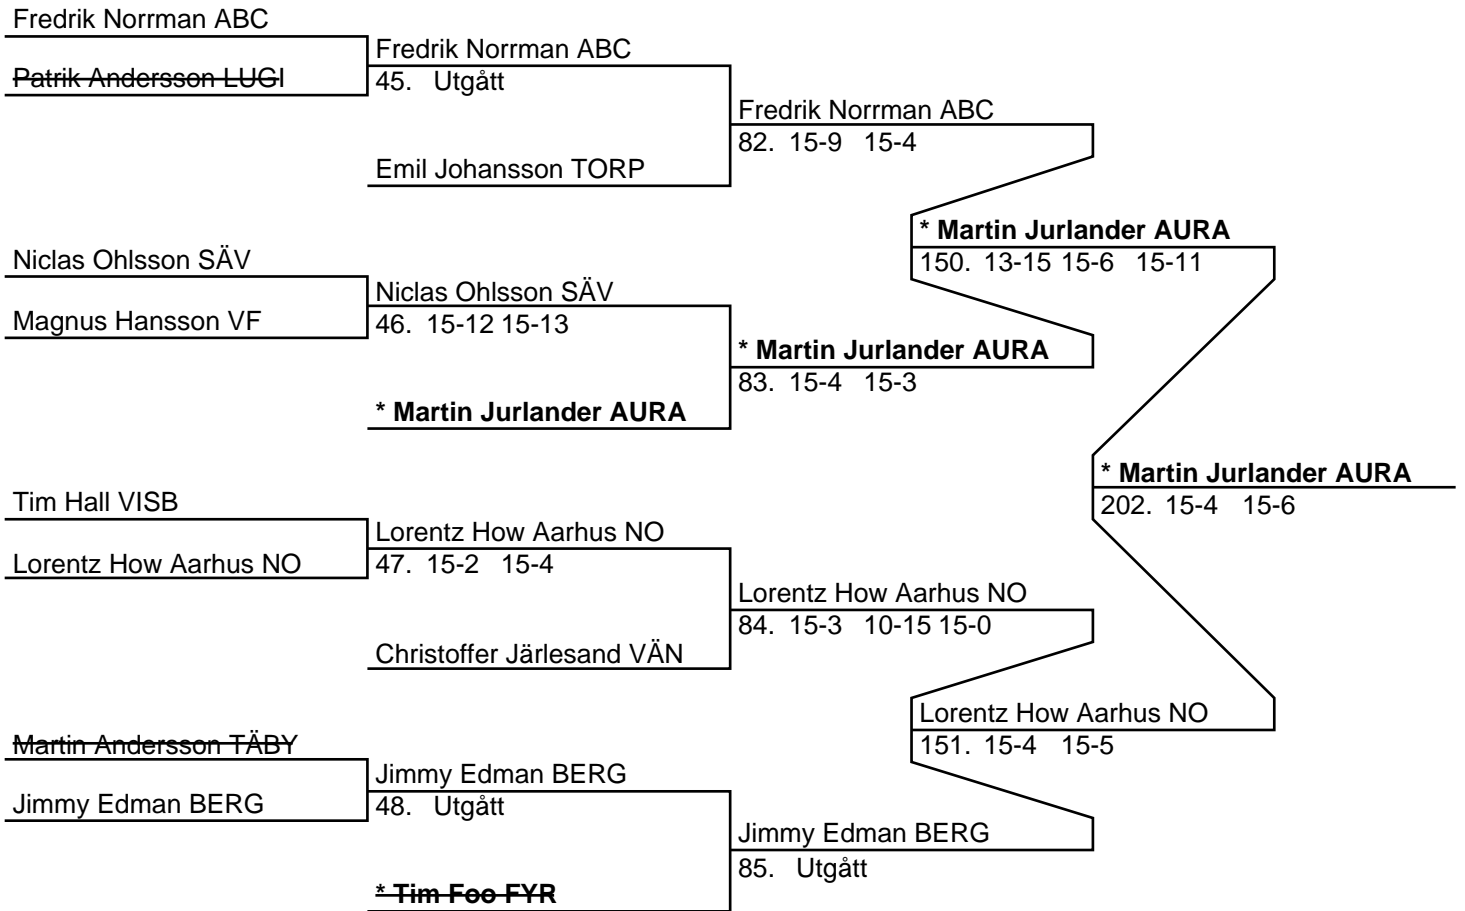 Fredrik Norrman ABC
Patrik Andersson LUGI
Fredrik Norrman ABC
45. Utgått
Emil Johansson TORP
Fredrik Norrman ABC
82. 15-9 15-4
Niclas Ohlsson SÄV
Magnus Hansson VF
Niclas Ohlsson SÄV
46. 15-12 15-13
* Martin Jurlander AURA
* Martin Jurlander AURA
83. 15-4 15-3
* Martin Jurlander AURA
150. 13-15 15-6 15-11
Tim Hall VISB
Lorentz How Aarhus NO
Lorentz How Aarhus NO
47. 15-2 15-4
Christoffer Järlesand VÄN
Lorentz How Aarhus NO
84. 15-3 10-15 15-0
Martin Andersson TÄBY
Jimmy Edman BERG
Jimmy Edman BERG
48. Utgått
* Tim Foo FYR
Jimmy Edman BERG
85. Utgått
Lorentz How Aarhus NO
151. 15-4 15-5
* Martin Jurlander AURA
202. 15-4 15-6